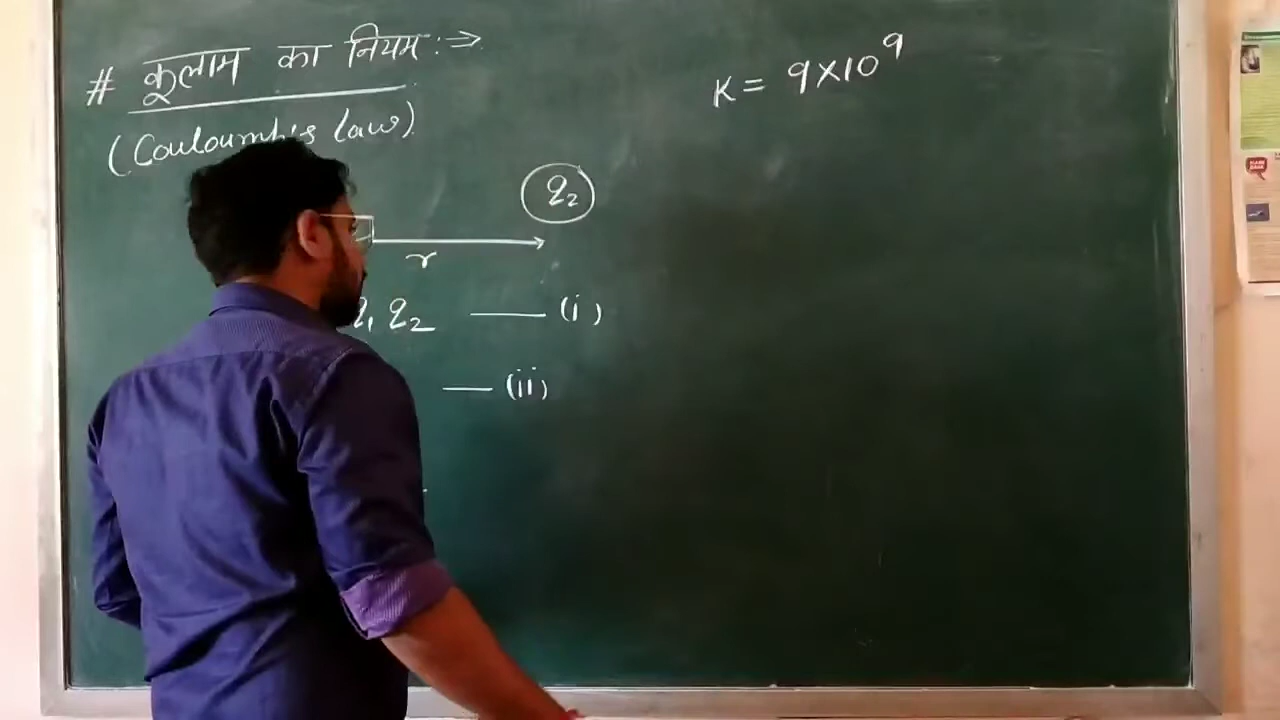 # कूलाम का नियम :⇒
(Couloumb's law)
K = 9×10⁹
q₂
r
q₁ q₂ —— (i)
—— (ii)